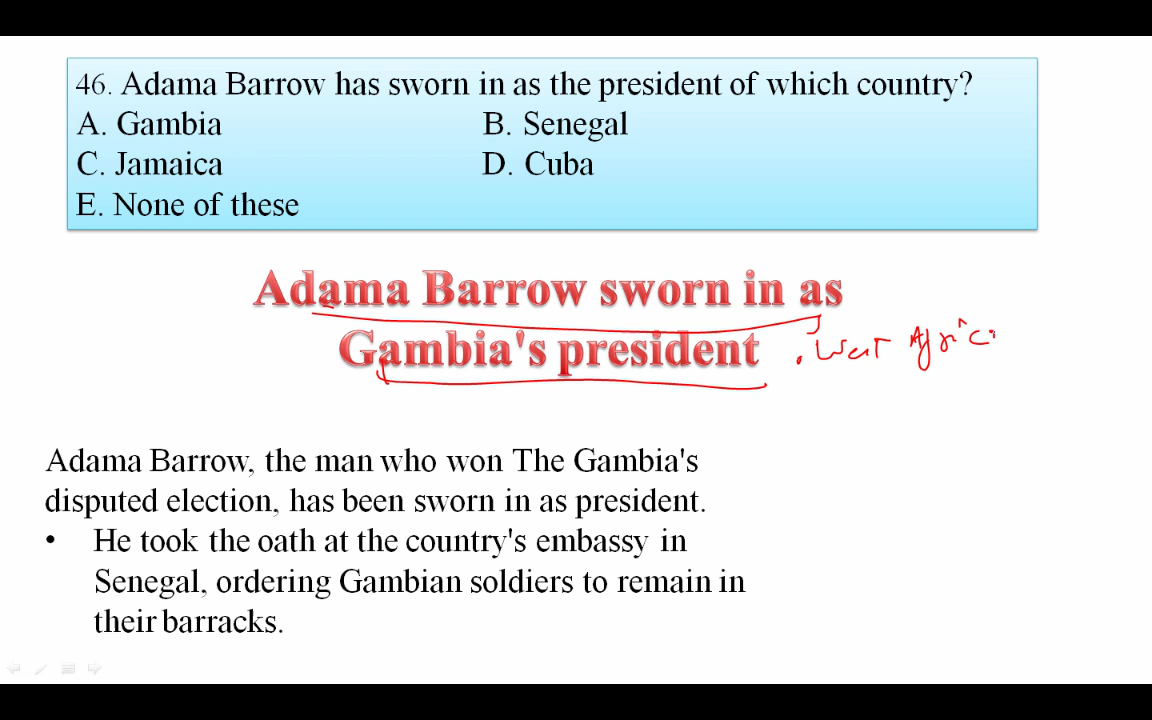 46. Adama Barrow has sworn in as the president of which country?
A. Gambia B. Senegal
C. Jamaica D. Cuba
E. None of these
Adama Barrow sworn in as
Gambia's president
. West Afric
Adama Barrow, the man who won The Gambia's
disputed election, has been sworn in as president.
• He took the oath at the country's embassy in
Senegal, ordering Gambian soldiers to remain in
their barracks.